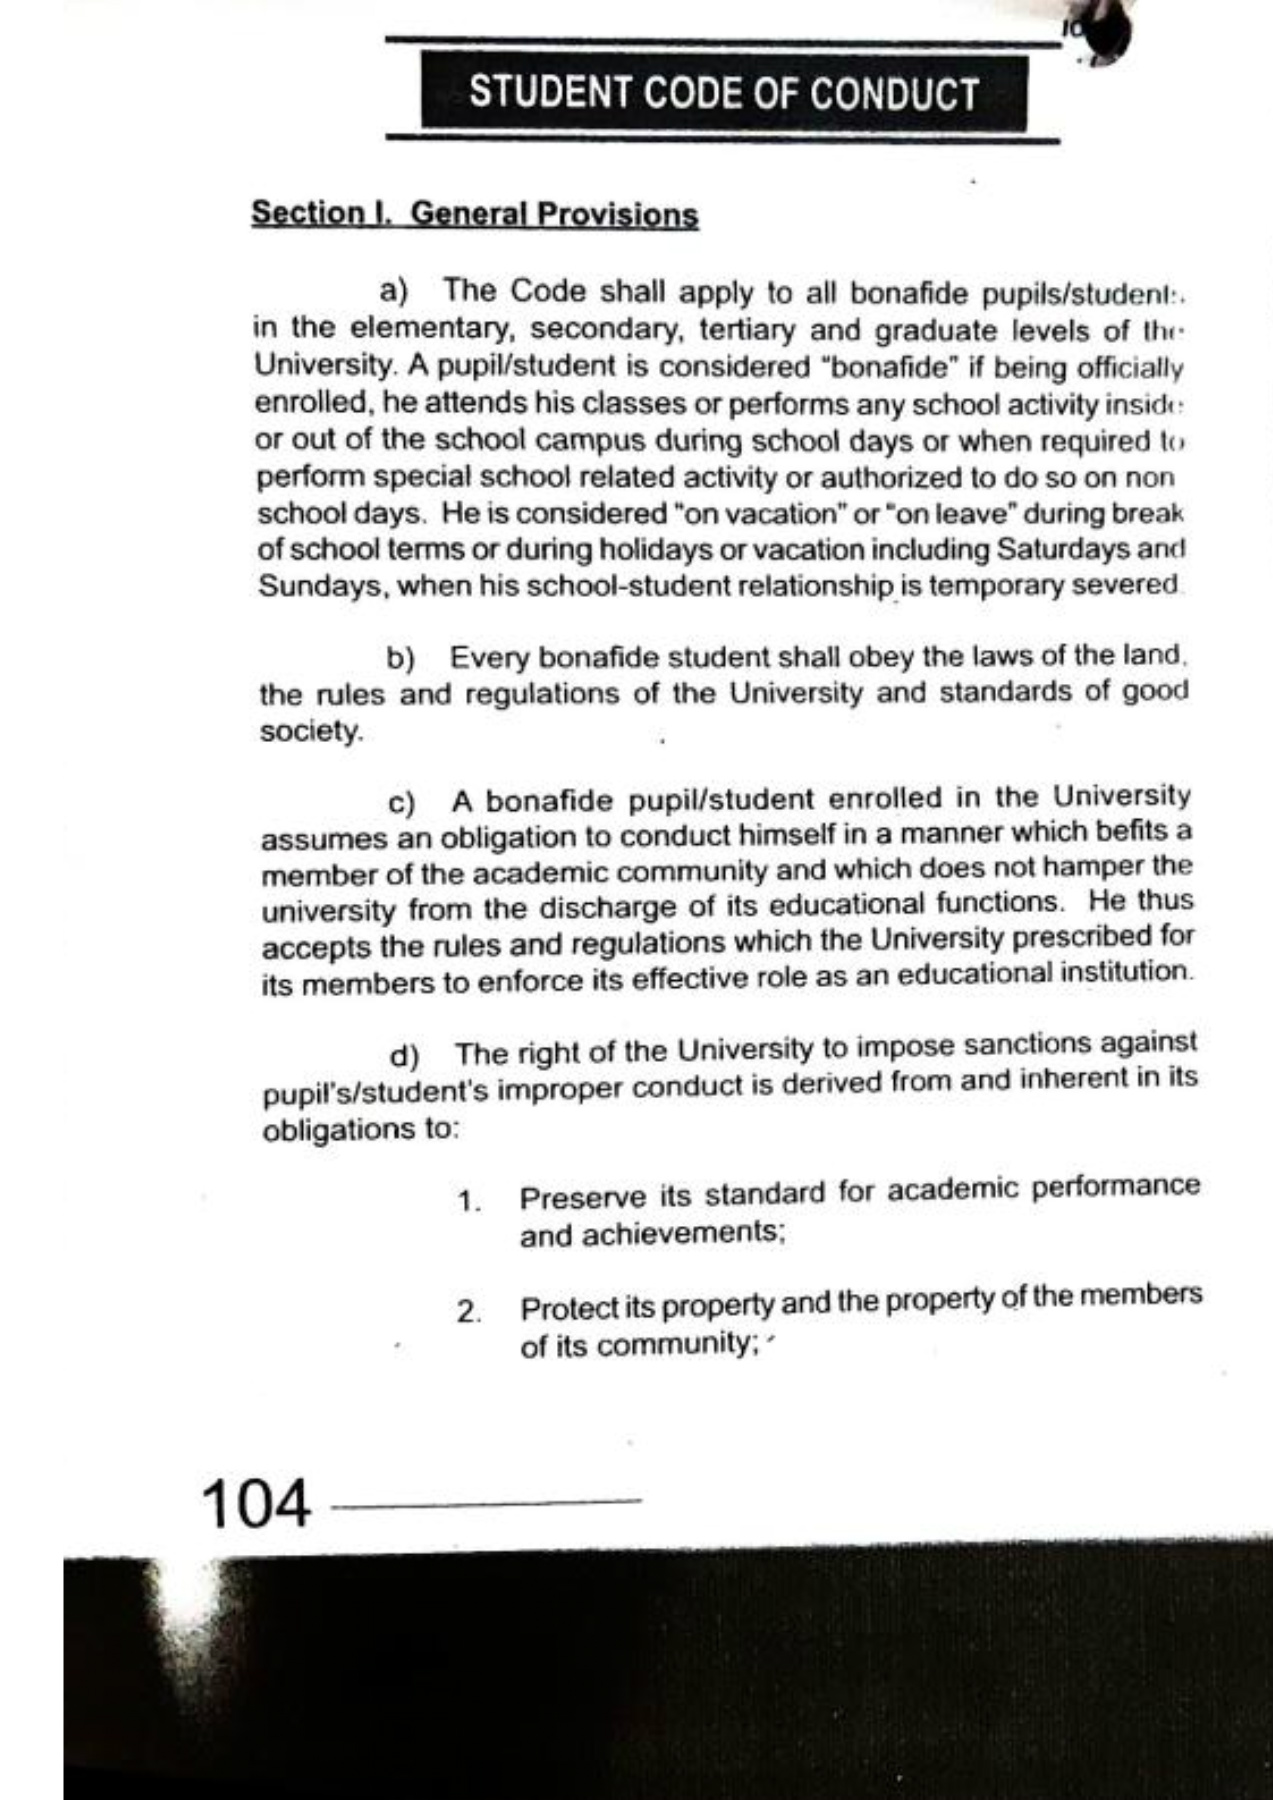 10
STUDENT CODE OF CONDUCT
Section I. General Provisions
a) The Code shall apply to all bonafide pupils/students
in the elementary, secondary, tertiary and graduate levels of the
University. A pupil/student is considered "bonafide" if being officially
enrolled, he attends his classes or performs any school activity inside
or out of the school campus during school days or when required to
perform special school related activity or authorized to do so on non
school days. He is considered "on vacation" or "on leave" during break
of school terms or during holidays or vacation including Saturdays and
Sundays, when his school-student relationship is temporary severed.
b) Every bonafide student shall obey the laws of the land,
the rules and regulations of the University and standards of good
society.
c) A bonafide pupil/student enrolled in the University
assumes an obligation to conduct himself in a manner which befits a
member of the academic community and which does not hamper the
university from the discharge of its educational functions. He thus
accepts the rules and regulations which the University prescribed for
its members to enforce its effective role as an educational institution.
d) The right of the University to impose sanctions against
pupil's/student's improper conduct is derived from and inherent in its
obligations to:
1. Preserve its standard for academic performance
and achievements;
2. Protect its property and the property of the members
of its community;
104